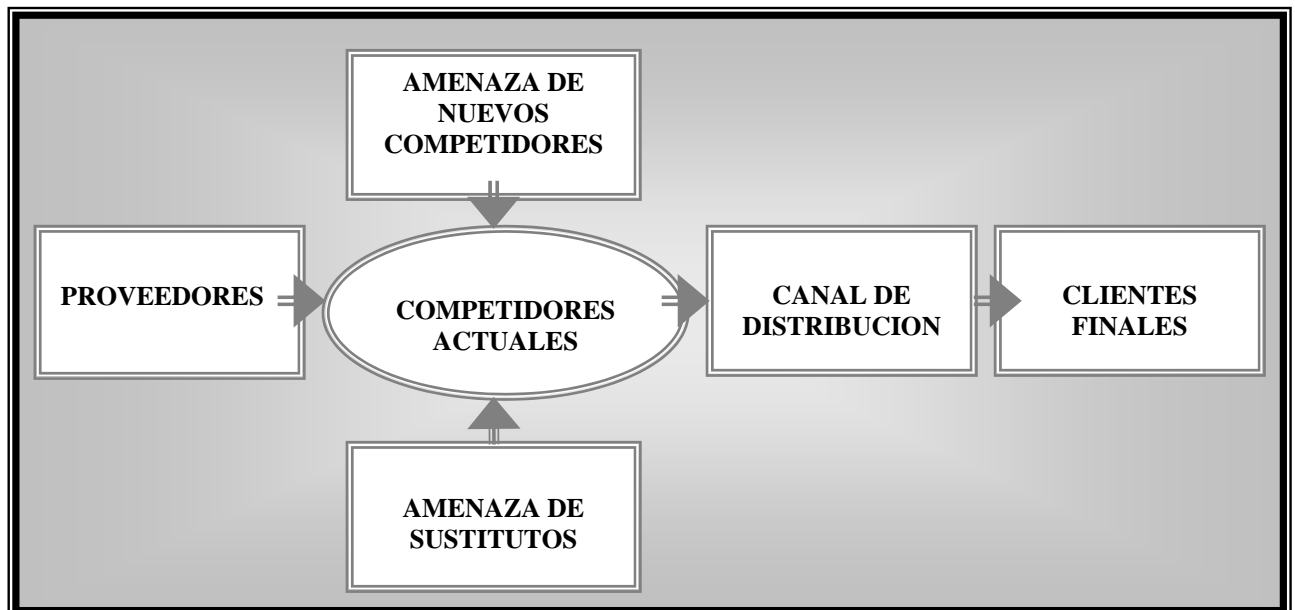 AMENAZA DE
NUEVOS
COMPETIDORES
PROVEEDORES
COMPETIDORES
ACTUALES
CANAL DE
DISTRIBUCION
CLIENTES
FINALES
AMENAZA DE
SUSTITUTOS